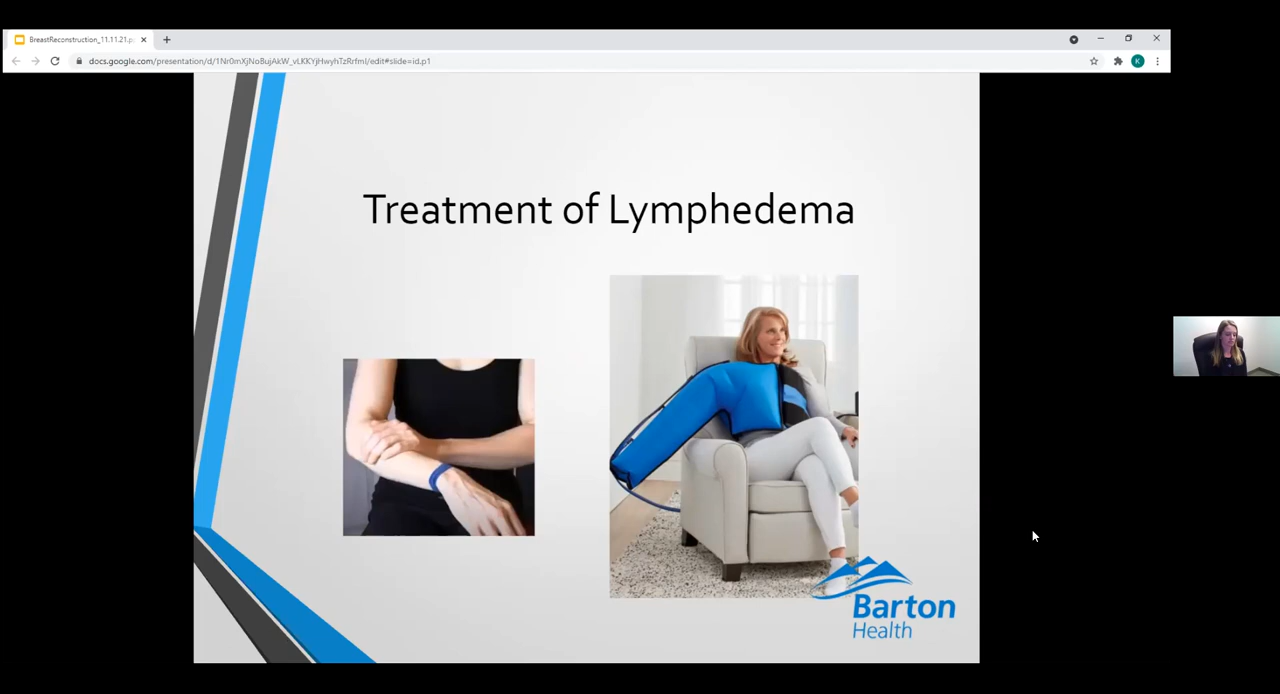 BreastReconstruction_11.11.21.p
docs.google.com/presentation/d/1Nr0mXjNoBujAkW_vLKKYjHwyhTzRrfmI/edit#slide=id.p1
K
Treatment of Lymphedema
Barton
Health